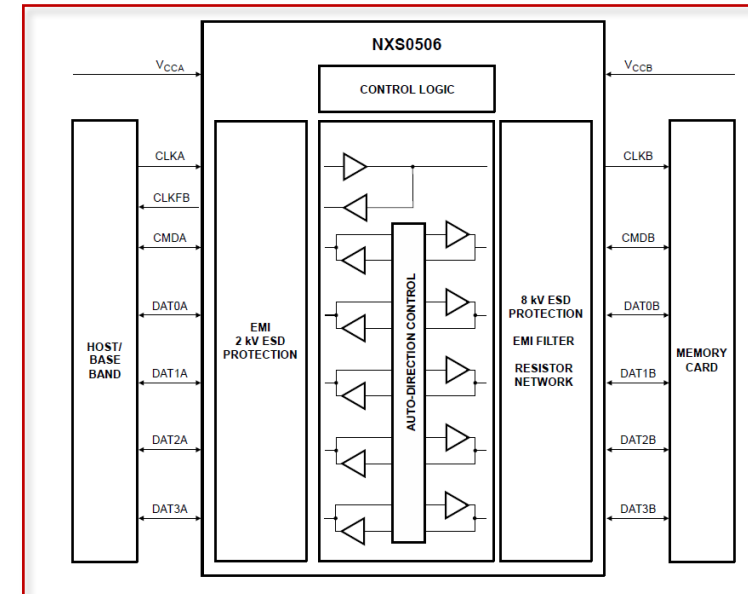 NXS0506
VCCA
VCCB
CONTROL LOGIC
CLKA
CLKB
CLKFB
CMDA
CMDB
DAT0A
DAT0B
DAT1A
DAT1B
DAT2A
DAT2B
DAT3A
DAT3B
HOST/
BASE
BAND
EMI
2 kV ESD
PROTECTION
AUTO-DIRECTION CONTROL
8 kV ESD
PROTECTION
EMI FILTER
RESISTOR
NETWORK
MEMORY
CARD